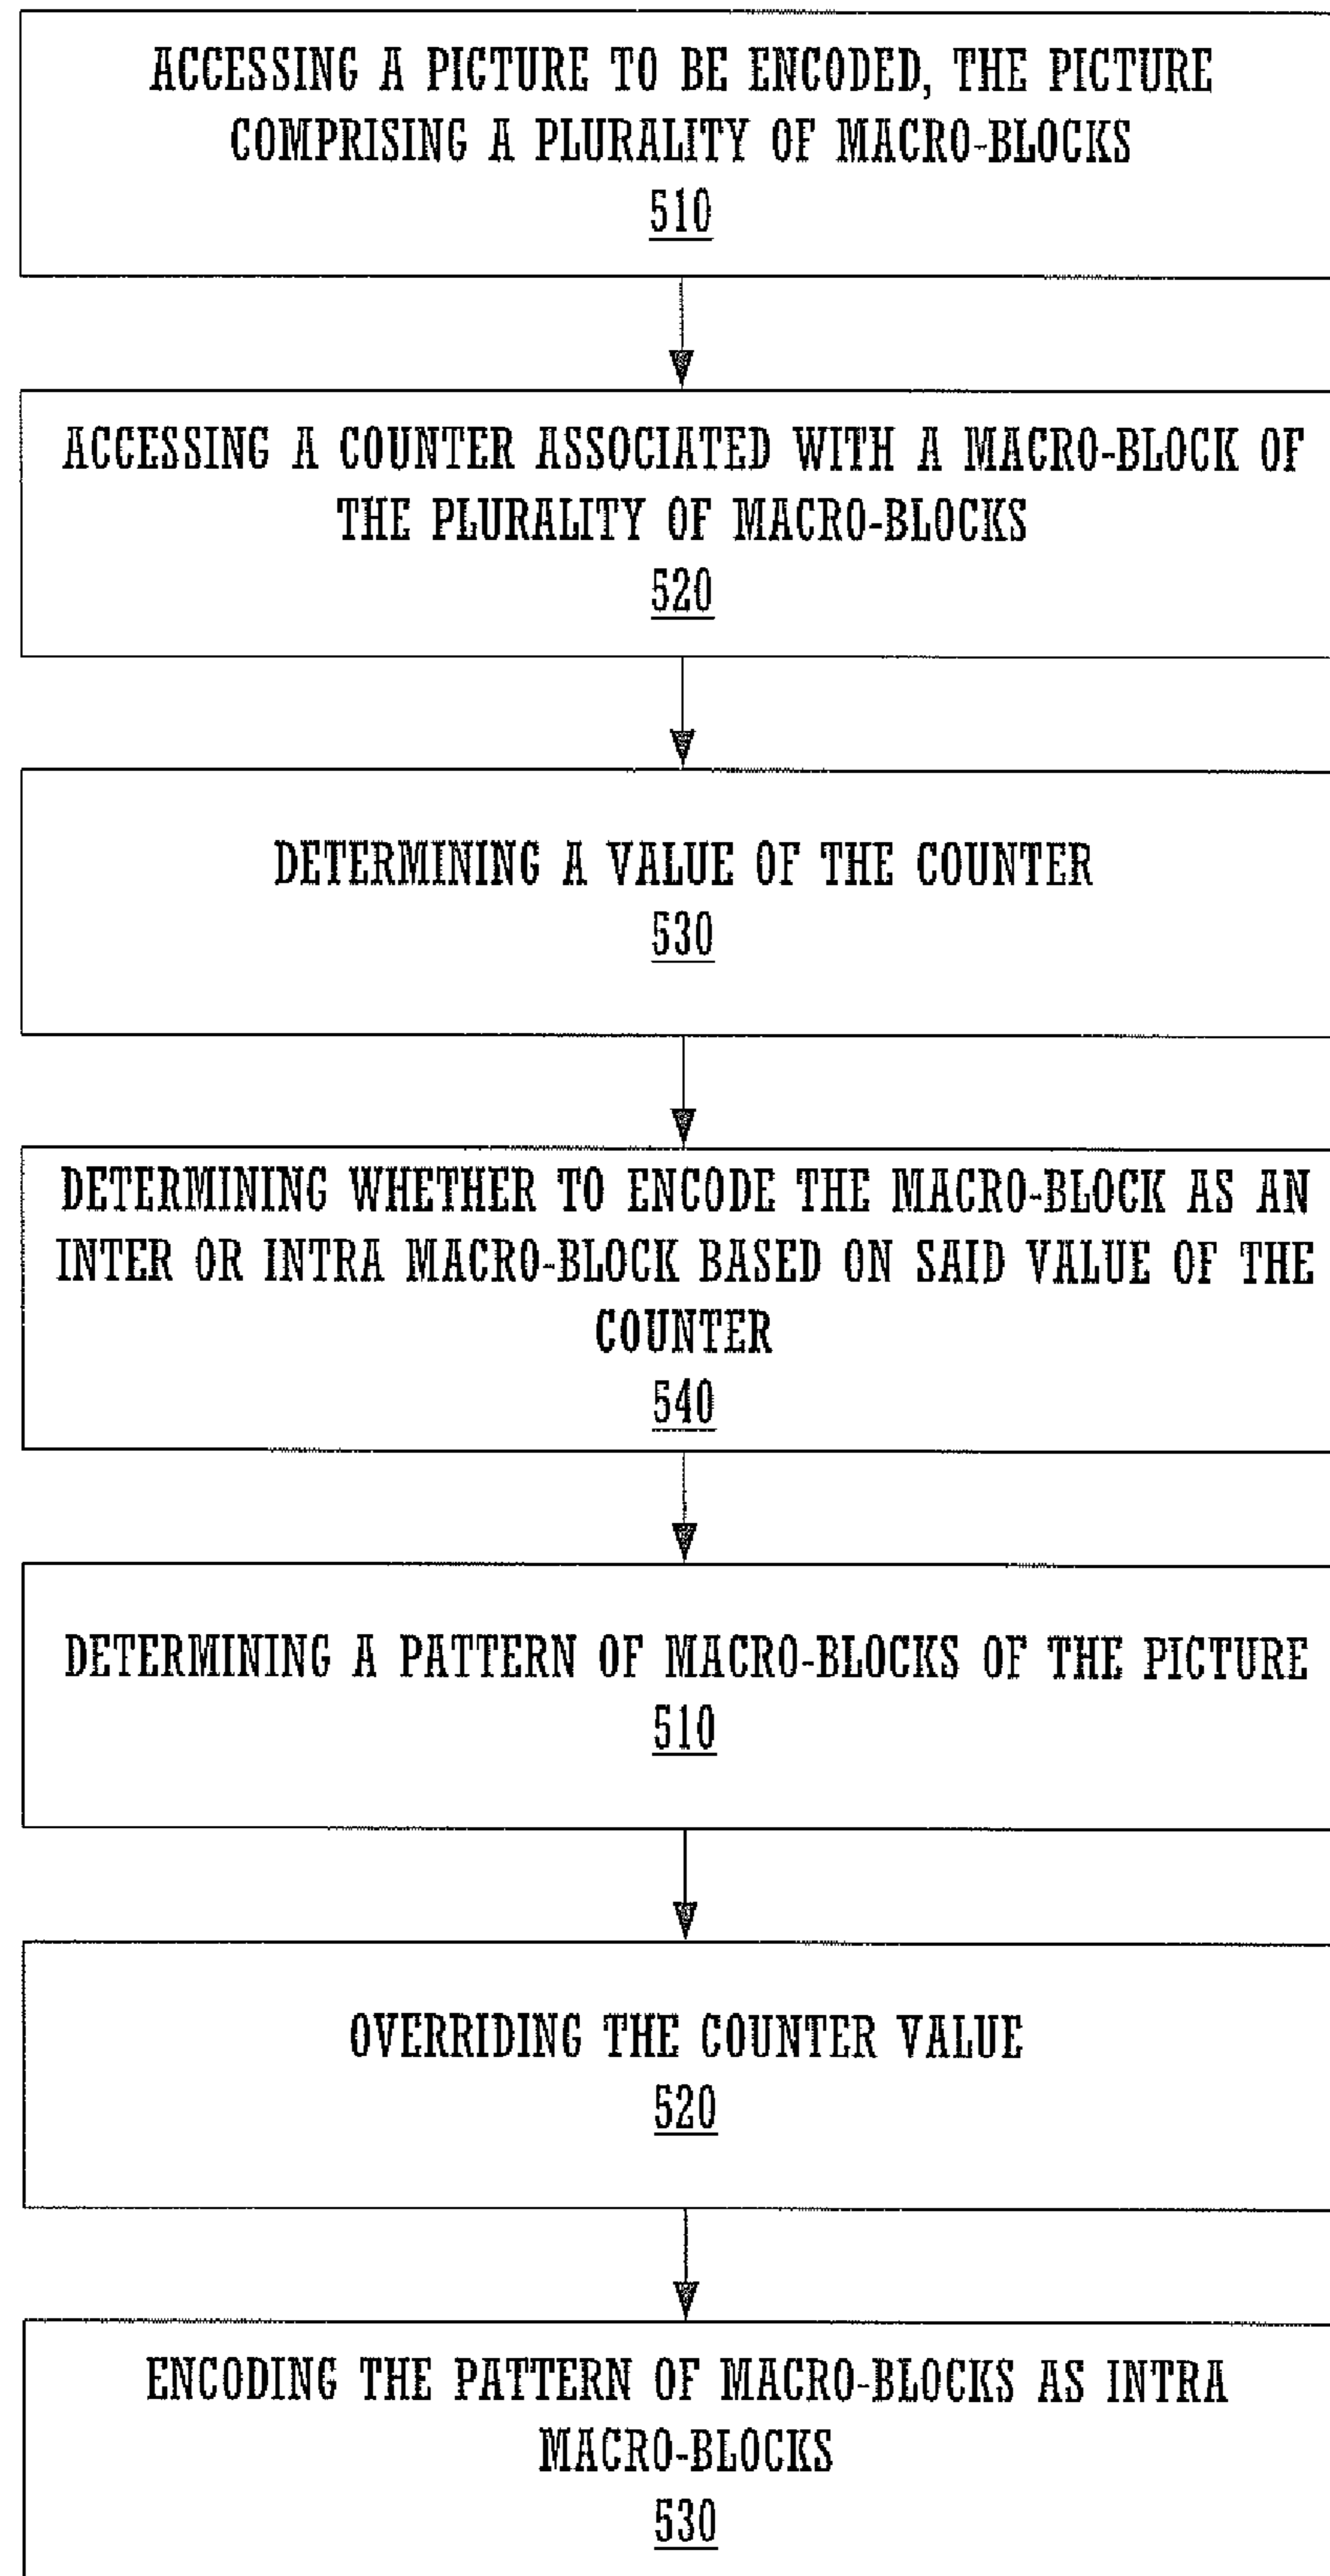 ACCESSING A PICTURE TO BE ENCODED, THE PICTURE
COMPRISING A PLURALITY OF MACRO-BLOCKS
510
ACCESSING A COUNTER ASSOCIATED WITH A MACRO-BLOCK OF
THE PLURALITY OF MACRO-BLOCKS
520
DETERMINING A VALUE OF THE COUNTER
530
DETERMINING WHETHER TO ENCODE THE MACRO-BLOCK AS AN
INTER OR INTRA MACRO-BLOCK BASED ON SAID VALUE OF THE
COUNTER
540
DETERMINING A PATTERN OF MACRO-BLOCKS OF THE PICTURE
510
OVERRIDING THE COUNTER VALUE
520
ENCODING THE PATTERN OF MACRO-BLOCKS AS INTRA
MACRO-BLOCKS
530